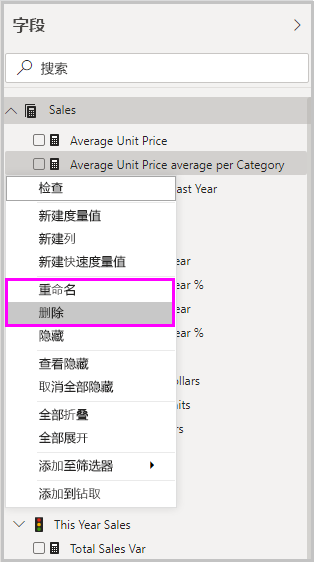 字段
搜索
Sales
Average Unit Price
Average Unit Price average per Category
检查
ast Year
新建度量值
新建列
新建快速度量值
ear
重命名
ear %
删除
ear
隐藏
ear %
查看隐藏
取消全部隐藏
ollars
全部折叠
nits
全部展开
rs
添加至筛选器
添加到钻取
This Year Sales
Total Sales Var